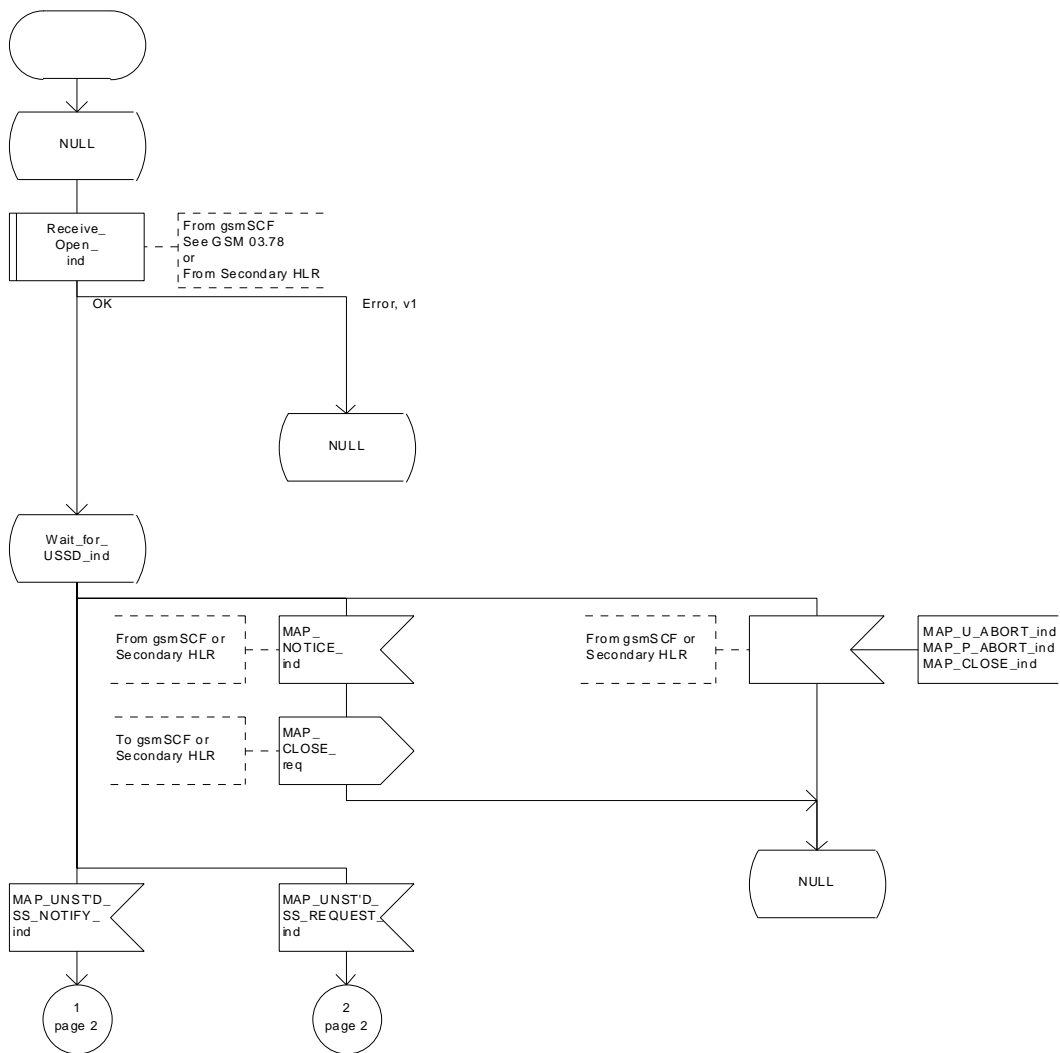 NULL
Receive_
Open_
ind
From gsmSCF
See GSM 03.78
or
From Secondary HLR
OK
Error, v1
NULL
Wait_for_
USSD_ind
From gsmSCF or
Secondary HLR
MAP_
NOTICE_
ind
From gsmSCF or
Secondary HLR
MAP_U_ABORT_ind
MAP_P_ABORT_ind
MAP_CLOSE_ind
To gsmSCF or
Secondary HLR
MAP_
CLOSE_
req
NULL
MAP_UNST'D_
SS_NOTIFY_
ind
MAP_UNST'D_
SS_REQUEST_
ind
1
page 2
2
page 2